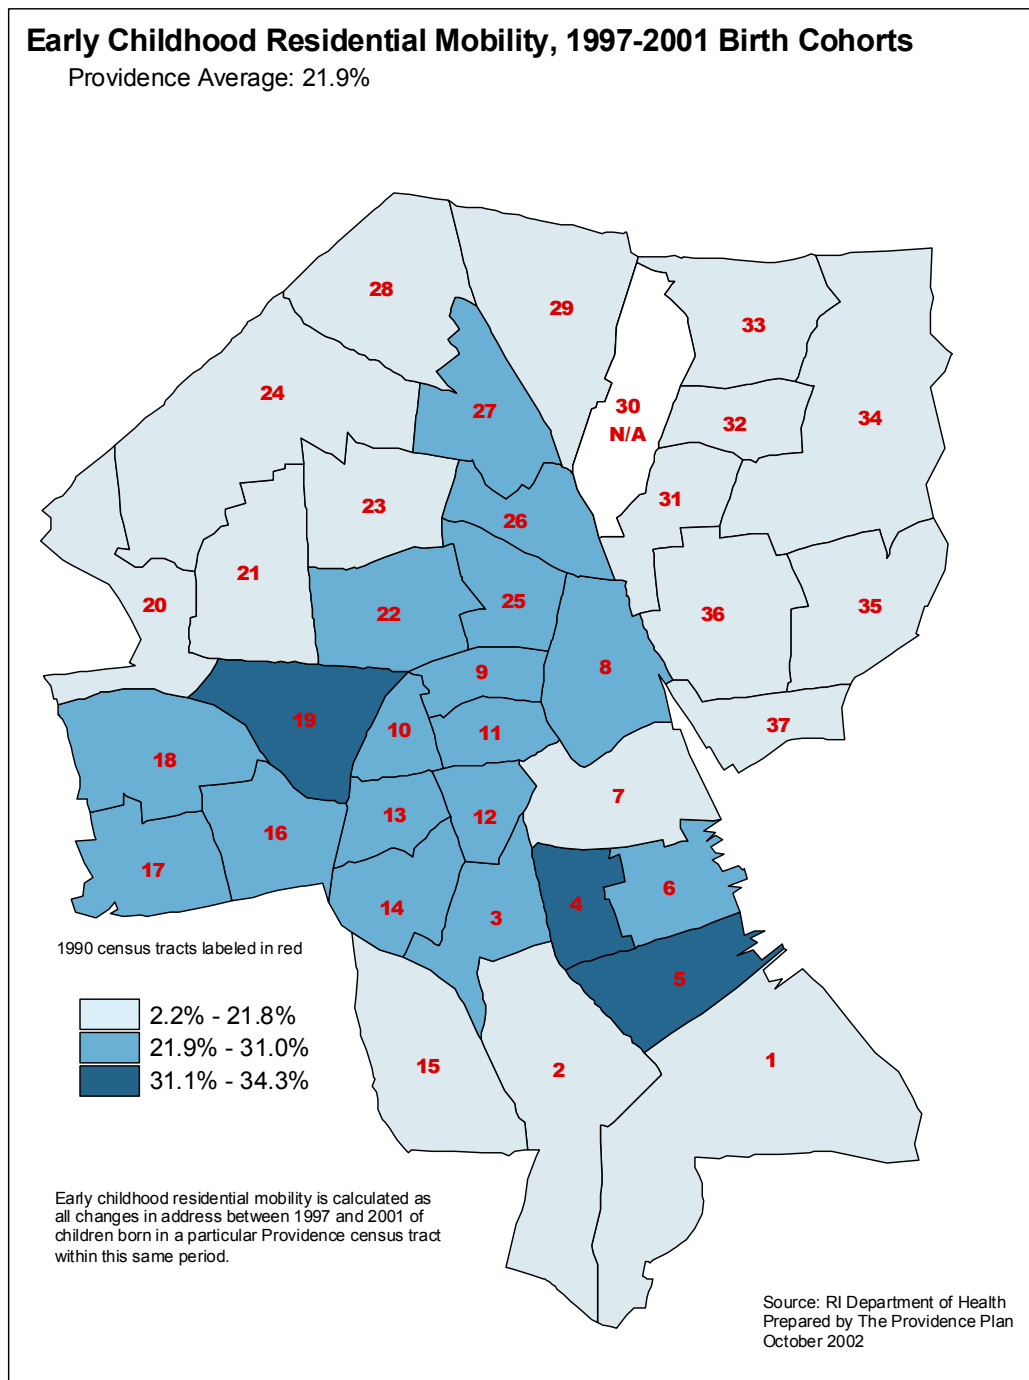 Early Childhood Residential Mobility, 1997-2001 Birth Cohorts
Providence Average: 21.9%
28
29
33
24
27
30
N/A
32
34
23
31
26
21
20
22
25
36
35
9
8
19
10
11
37
18
7
13
12
16
17
6
4
14
3
1990 census tracts labeled in red
5
2.2% - 21.8%
21.9% - 31.0%
31.1% - 34.3%
15
2
1
Early childhood residential mobility is calculated as
all changes in address between 1997 and 2001 of
children born in a particular Providence census tract
within this same period.
Source: RI Department of Health
Prepared by The Providence Plan
October 2002